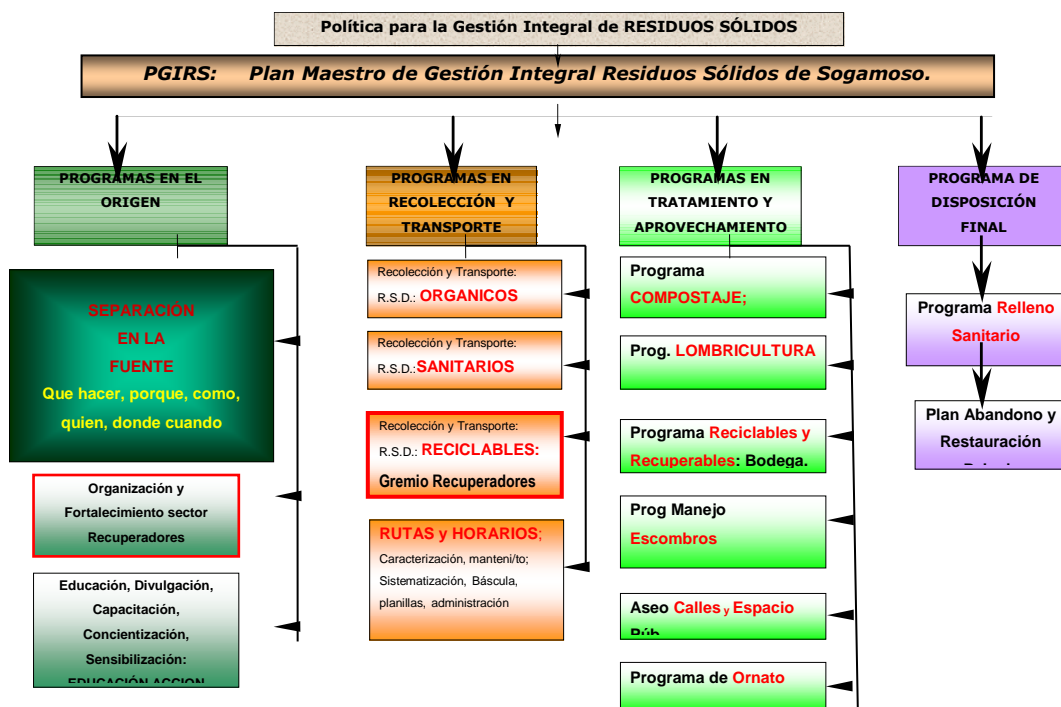 Política para la Gestión Integral de RESIDUOS SÓLIDOS
PGIRS: Plan Maestro de Gestión Integral Residuos Sólidos de Sogamoso.
PROGRAMAS EN EL
ORIGEN
SEPARACIÓN
EN LA
FUENTE
Que hacer, porque, como,
quien, donde cuando
Organización y
Fortalecimiento sector
Recuperadores
Educación, Divulgación,
Capacitación,
Concientización,
Sensibilización:
EDUCACIÓN ACCION
PROGRAMAS EN
RECOLECCIÓN Y
TRANSPORTE
Recolección y Transporte:
R.S.D.: ORGANICOS
Recolección y Transporte:
R.S.D.:SANITARIOS
Recolección y Transporte:
R.S.D.: RECICLABLES:
Gremio Recuperadores
RUTAS y HORARIOS;
Caracterización, manteni/to;
Sistematización, Báscula,
planillas, administración
PROGRAMAS EN
TRATAMIENTO Y
APROVECHAMIENTO
Programa
COMPOSTAJE;
Prog. LOMBRICULTURA
Programa Reciclables y
Recuperables: Bodega.
Prog Manejo
Escombros
Aseo Calles y Espacio
Púb
Programa de Ornato
PROGRAMA DE
DISPOSICIÓN
FINAL
Programa Relleno
Sanitario
Plan Abandono y
Restauración